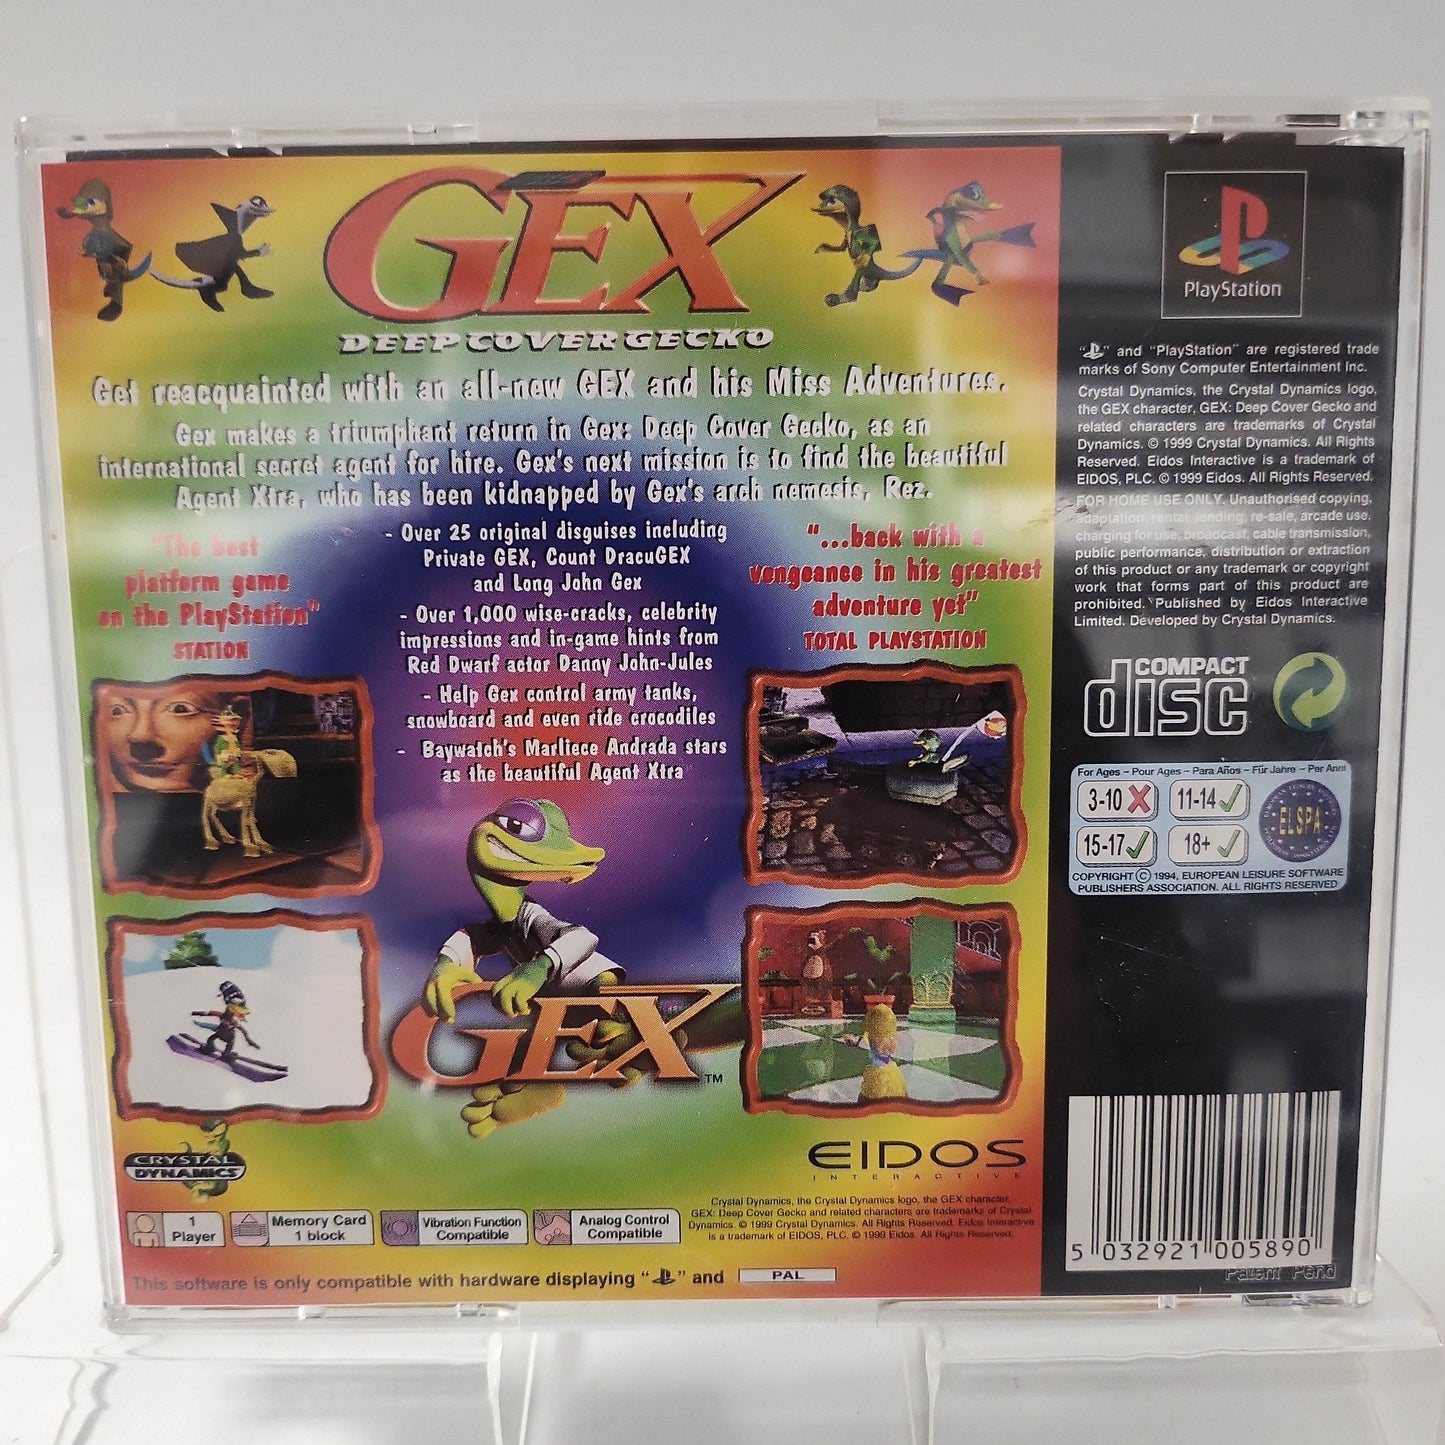 GEX
DEEP COVER GECKO
Get reacquainted with an all-new GEX and his Miss Adventures.
Gex makes a triumphant return in Gex: Deep Cover Gecko, as an
international secret agent for hire. Gex's next mission is to find the beautiful
Agent Xtra, who has been kidnapped by Gex's arch nemesis, Rez.
"The best
platform game
on the PlayStation"
STATION
- Over 25 original disguises including
Private GEX, Count DracuGEX
and Long John Gex
- Over 1,000 wise-cracks, celebrity
impressions and in-game hints from
Red Dwarf actor Danny John-Jules
- Help Gex control army tanks,
snowboard and even ride crocodiles
- Baywatch's Marliece Andrada stars
as the beautiful Agent Xtra
"...back with a
vengeance in his greatest
adventure yet"
TOTAL PLAYSTATION
GEX
TM
CRYSTAL
DYNAMICS
EIDOS
INTERACTIVE
Crystal Dynamics, the Crystal Dynamics logo, the GEX character,
GEX: Deep Cover Gecko and related characters are trademarks of Crystal
Dynamics. © 1999 Crystal Dynamics. All Rights Reserved. Eidos Interactive
is a trademark of EIDOS, PLC. © 1999 Eidos. All Rights Reserved.
1
Player
Memory Card
1 block
Vibration Function
Compatible
Analog Control
Compatible
This software is only compatible with hardware displaying " " and PAL
PlayStation
" " and "PlayStation" are registered trade
marks of Sony Computer Entertainment Inc.
Crystal Dynamics, the Crystal Dynamics logo,
the GEX character, GEX: Deep Cover Gecko and
related characters are trademarks of Crystal
Dynamics. © 1999 Crystal Dynamics. All Rights
Reserved. Eidos Interactive is a trademark of
EIDOS, PLC. © 1999 Eidos. All Rights Reserved.
FOR HOME USE ONLY. Unauthorised copying,
adaptation, rental, lending, re-sale, arcade use,
charging for use, broadcast, cable transmission,
public performance, distribution or extraction
of this product or any trademark or copyright
work that forms part of this product are
prohibited. Published by Eidos Interactive
Limited. Developed by Crystal Dynamics.
COMPACT
disc
For Ages – Pour Ages – Para Años – Für Jahre – Per Anni
3-10 11-14
15-17 18+
ELSPA
COPYRIGHT © 1994, EUROPEAN LEISURE SOFTWARE
PUBLISHERS ASSOCIATION. ALL RIGHTS RESERVED
5 032921 005890
Patent Pend